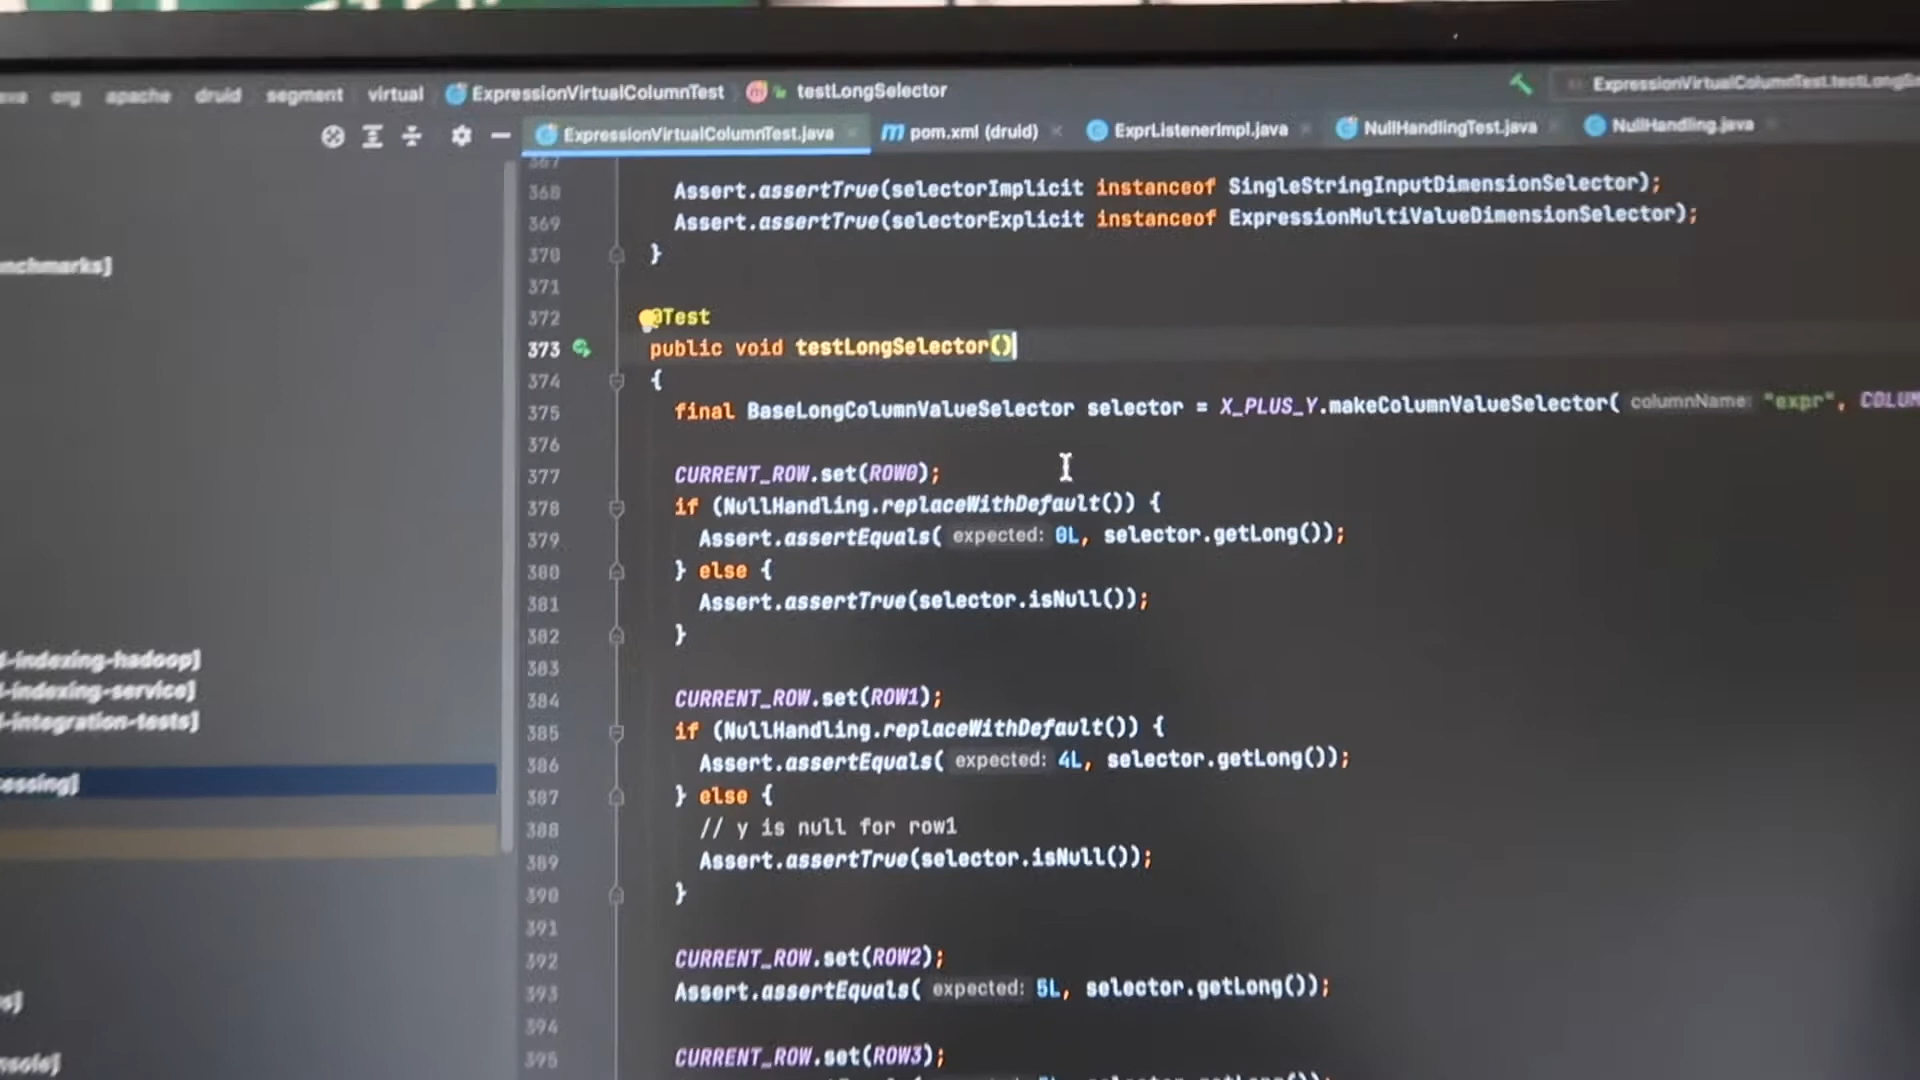 org apache druid segment virtual ExpressionVirtualColumnTest m testLongSelector
ExpressionVirtualColumnTest.testLongSe
ExpressionVirtualColumnTest.java pom.xml (druid) ExprListenerImpl.java NullHandlingTest.java NullHandling.java
nchmarks]
-indexing-hadoop]
-indexing-service]
-integration-tests]
essing]
367
368 Assert.assertTrue(selectorImplicit instanceof SingleStringInputDimensionSelector);
369 Assert.assertTrue(selectorExplicit instanceof ExpressionMultiValueDimensionSelector);
370 }
371
372 @Test
373 public void testLongSelector()
374 {
375 final BaseLongColumnValueSelector selector = X_PLUS_Y.makeColumnValueSelector( columnName: "expr", COLUM
376
377 CURRENT_ROW.set(ROW0);
378 if (NullHandling.replaceWithDefault()) {
379 Assert.assertEquals( expected: 0L, selector.getLong());
380 } else {
381 Assert.assertTrue(selector.isNull());
382 }
383
384 CURRENT_ROW.set(ROW1);
385 if (NullHandling.replaceWithDefault()) {
386 Assert.assertEquals( expected: 4L, selector.getLong());
387 } else {
388 // y is null for row1
389 Assert.assertTrue(selector.isNull());
390 }
391
392 CURRENT_ROW.set(ROW2);
393 Assert.assertEquals( expected: 5L, selector.getLong());
394
395 CURRENT_ROW.set(ROW3);